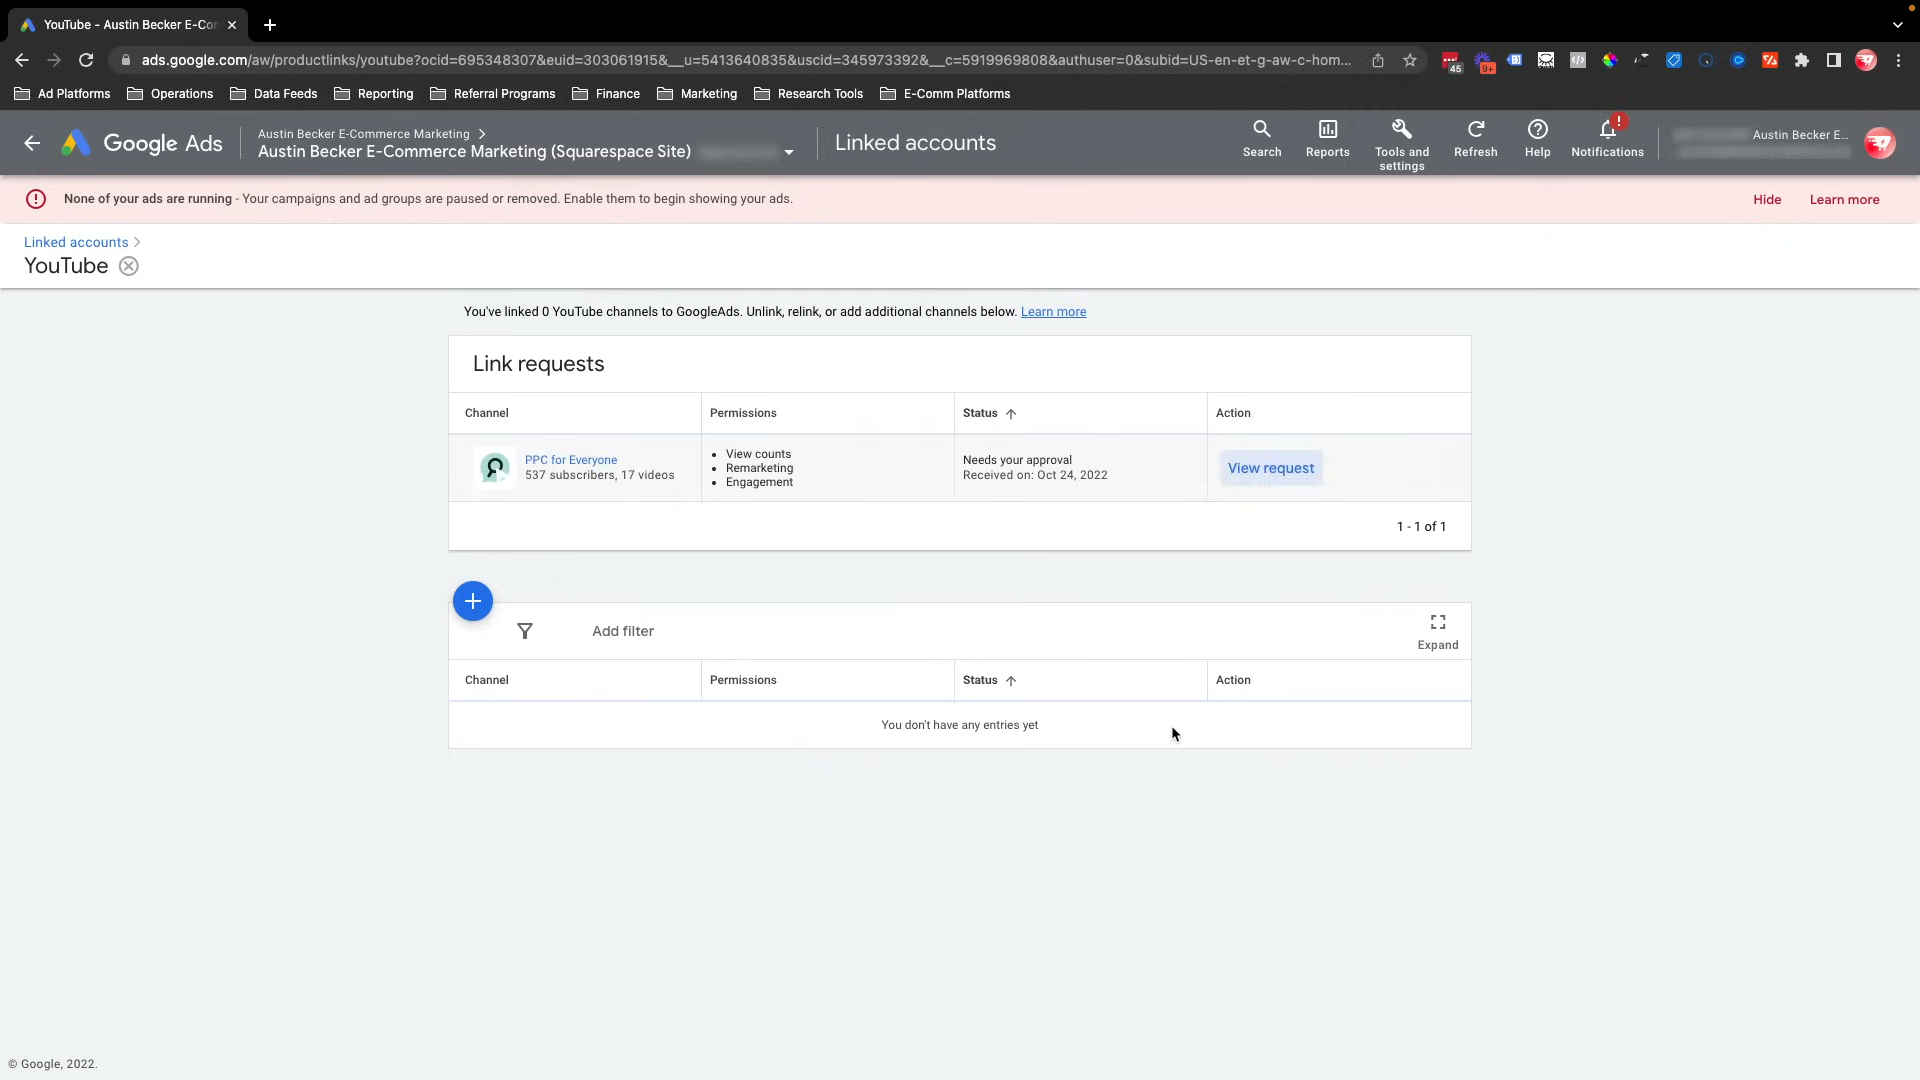 YouTube - Austin Becker E-Co
ads.google.com/aw/productlinks/youtube?ocid=695348307&euid=303061915&__u=5413640835&uscid=345973392&__c=5919969808&authuser=0&subid=US-en-et-g-aw-c-hom...
45
9+
Ad Platforms
Operations
Data Feeds
Reporting
Referral Programs
Finance
Marketing
Research Tools
E-Comm Platforms
Google Ads
Austin Becker E-Commerce Marketing
Austin Becker E-Commerce Marketing (Squarespace Site)
Linked accounts
Search
Reports
Tools and
settings
Refresh
Help
Notifications
Austin Becker E...
None of your ads are running - Your campaigns and ad groups are paused or removed. Enable them to begin showing your ads.
Hide
Learn more
Linked accounts
YouTube
You've linked 0 YouTube channels to GoogleAds. Unlink, relink, or add additional channels below. Learn more
Link requests
Channel
Permissions
Status
Action
PPC for Everyone
537 subscribers, 17 videos
• View counts
• Remarketing
• Engagement
Needs your approval
Received on: Oct 24, 2022
View request
1 - 1 of 1
Add filter
Expand
Channel
Permissions
Status
Action
You don't have any entries yet
© Google, 2022.